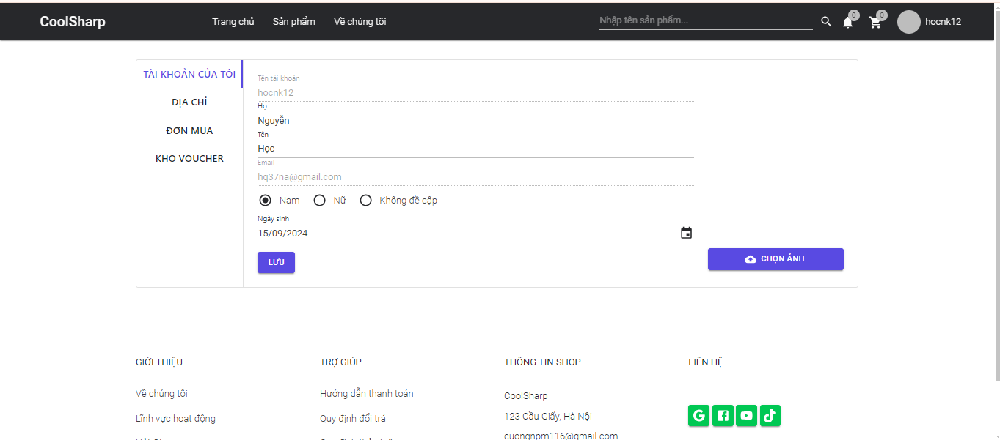 CoolSharp
Trang chủ Sản phẩm Về chúng tôi
Nhập tên sản phẩm...
0
0
hocnk12
TÀI KHOẢN CỦA TÔI
ĐỊA CHỈ
ĐƠN MUA
KHO VOUCHER
Tên tài khoản
hocnk12
Họ
Nguyễn
Tên
Học
Email
hq37na@gmail.com
Nam Nữ Không đề cập
Ngày sinh
15/09/2024
LƯU
CHỌN ẢNH
GIỚI THIỆU
Về chúng tôi
Lĩnh vực hoạt động
TRỢ GIÚP
Hướng dẫn thanh toán
Quy định đổi trả
THÔNG TIN SHOP
CoolSharp
123 Cầu Giấy, Hà Nội
cuongnpm116@gmail.com
LIÊN HỆ